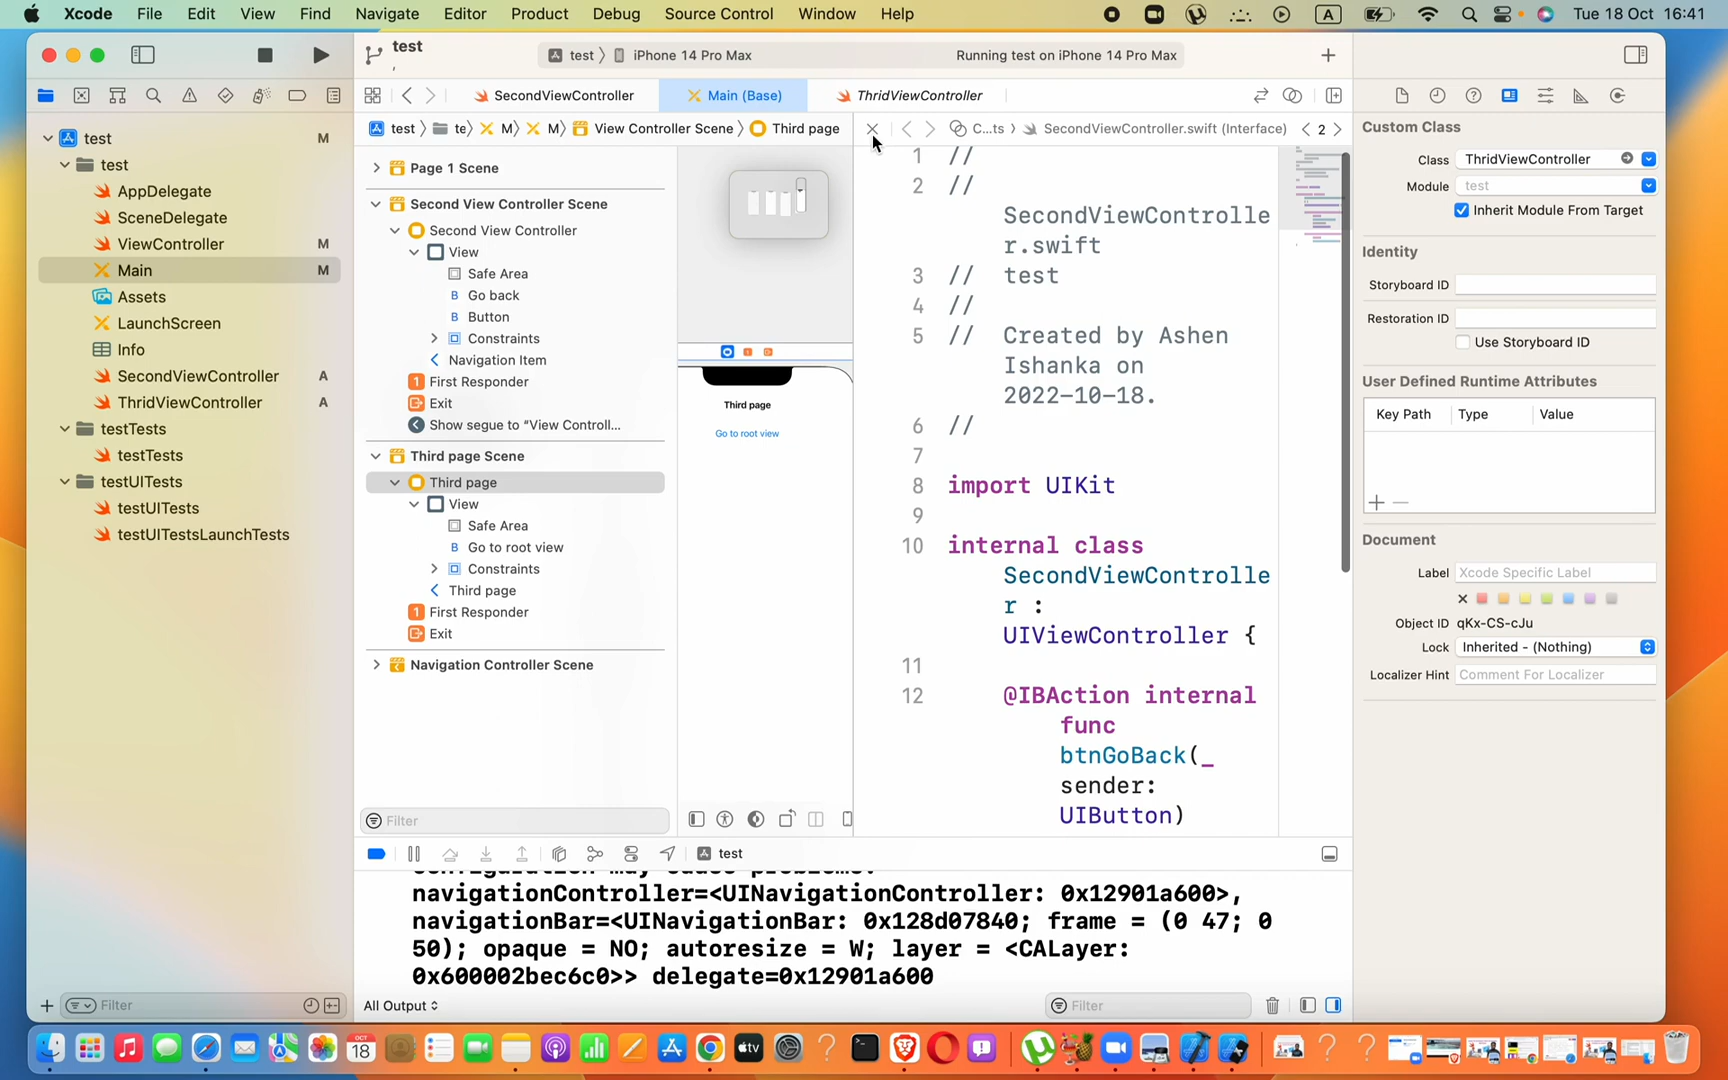 Xcode File Edit View Find Navigate Editor Product Debug Source Control Window Help A Tue 18 Oct 16:41
test
test 〉 iPhone 14 Pro Max Running test on iPhone 14 Pro Max
SecondViewController Main (Base) ThridViewController
test 〉 te〉 M〉 M〉 View Controller Scene 〉 Third page
C...ts 〉 SecondViewController.swift (Interface) 2
test M
test
AppDelegate
SceneDelegate
ViewController M
Main M
Assets
LaunchScreen
Info
SecondViewController A
ThridViewController A
testTests
testTests
testUITests
testUITests
testUITestsLaunchTests
Filter
Page 1 Scene
Second View Controller Scene
Second View Controller
View
Safe Area
B Go back
B Button
Constraints
Navigation Item
1 First Responder
Exit
Show segue to “View Controll...
Third page Scene
Third page
View
Safe Area
B Go to root view
Constraints
Third page
1 First Responder
Exit
Navigation Controller Scene
Filter
Third page
Go to root view
1 //
2 //
SecondViewControlle
r.swift
3 // test
4 //
5 // Created by Ashen
Ishanka on
2022-10-18.
6 //
7
8 import UIKit
9
10 internal class
SecondViewControlle
r :
UIViewController {
11
12 @IBAction internal
func
btnGoBack(_
sender:
UIButton)
test
navigationController=<UINavigationController: 0x12901a600>,
navigationBar=<UINavigationBar: 0x128d07840; frame = (0 47; 0
50); opaque = NO; autoresize = W; layer = <CALayer:
0x600002bec6c0>> delegate=0x12901a600
All Output Filter
Custom Class
Class ThridViewController
Module test
Inherit Module From Target
Identity
Storyboard ID
Restoration ID
Use Storyboard ID
User Defined Runtime Attributes
Key Path Type Value
Document
Label Xcode Specific Label
Object ID qKx-CS-cJu
Lock Inherited - (Nothing)
Localizer Hint Comment For Localizer
OCT
18
tv